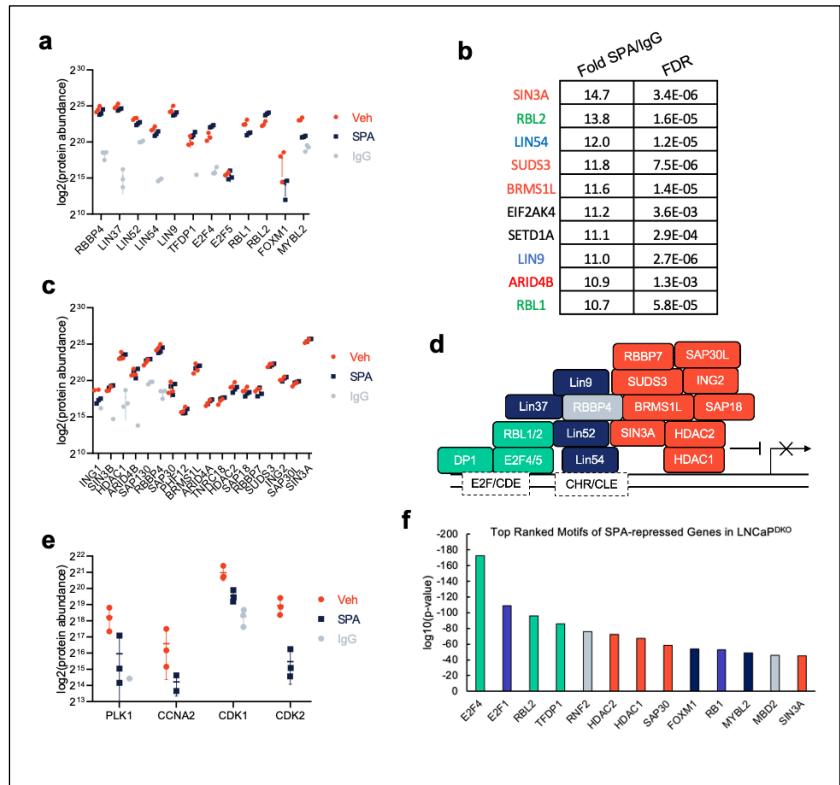 a
log2(protein abundance)
2^30
2^25
2^20
2^15
2^10
Veh
SPA
IgG
RBBP4
LIN37
LIN52
LIN54
LIN9
TFDP1
E2F4
E2F5
RBL1
RBL2
FOXM1
MYBL2
b
Fold SPA/IgG FDR
SIN3A 14.7 3.4E-06
RBL2 13.8 1.6E-05
LIN54 12.0 1.2E-05
SUDS3 11.8 7.5E-06
BRMS1L 11.6 1.4E-05
EIF2AK4 11.2 3.6E-03
SETD1A 11.1 2.9E-04
LIN9 11.0 2.7E-06
ARID4B 10.9 1.3E-03
RBL1 10.7 5.8E-05
c
log2(protein abundance)
2^30
2^25
2^20
2^15
2^10
Veh
SPA
IgG
ING1
SIN3B
HDAC1
ARID4B
SAP130
RBBP4
SAP30
PHF12
BRMS1L
ARID4A
TNRC18
HDAC2
SAP18
RBBP7
SUDS3
ING2
SAP30L
SIN3A
d
RBBP7 SAP30L
Lin9 SUDS3 ING2
Lin37 RBBP4 BRMS1L SAP18
RBL1/2 Lin52 SIN3A HDAC2
DP1 E2F4/5 Lin54 HDAC1
E2F/CDE CHR/CLE
e
log2(protein abundance)
2^22
2^21
2^20
2^19
2^18
2^17
2^16
2^15
2^14
2^13
Veh
SPA
IgG
PLK1 CCNA2 CDK1 CDK2
f
Top Ranked Motifs of SPA-repressed Genes in LNCaP^DKO
log10(p-value)
-200
-180
-160
-140
-120
-100
-80
-60
-40
-20
0
E2F4
E2F1
RBL2
TFDP1
RNF2
HDAC2
HDAC1
SAP30
FOXM1
RB1
MYBL2
MBD2
SIN3A